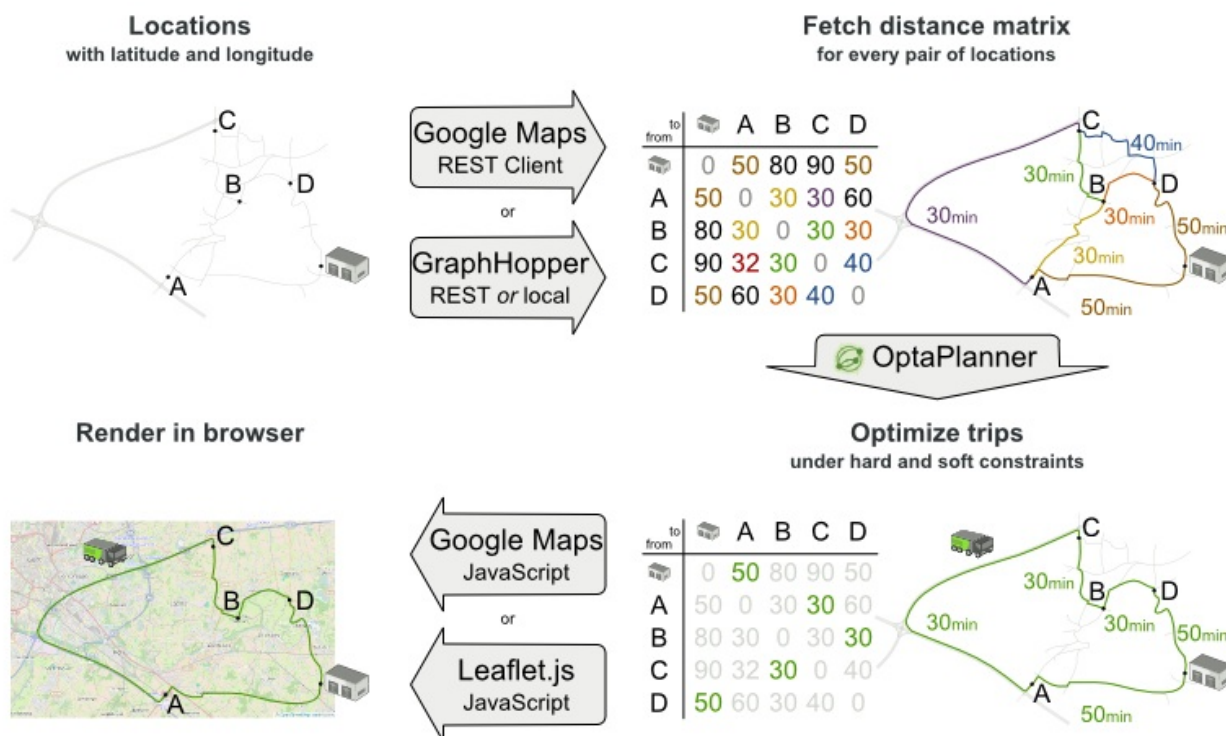 Locations
with latitude and longitude
C
B
D
A
Google Maps
REST Client
or
GraphHopper
REST or local
Fetch distance matrix
for every pair of locations
to
from
A B C D
0 50 80 90 50
A 50 0 30 30 60
B 80 30 0 30 30
C 90 32 30 0 40
D 50 60 30 40 0
C
40min
30min
B
D
30min
30min
50min
30min
A
50min
OptaPlanner
Optimize trips
under hard and soft constraints
to
from
A B C D
0 50 80 90 50
A 50 0 30 30 60
B 80 30 0 30 30
C 90 32 30 0 40
D 50 60 30 40 0
C
30min
B
D
30min
30min
50min
A
50min
Google Maps
JavaScript
or
Leaflet.js
JavaScript
Render in browser
C
B
D
A